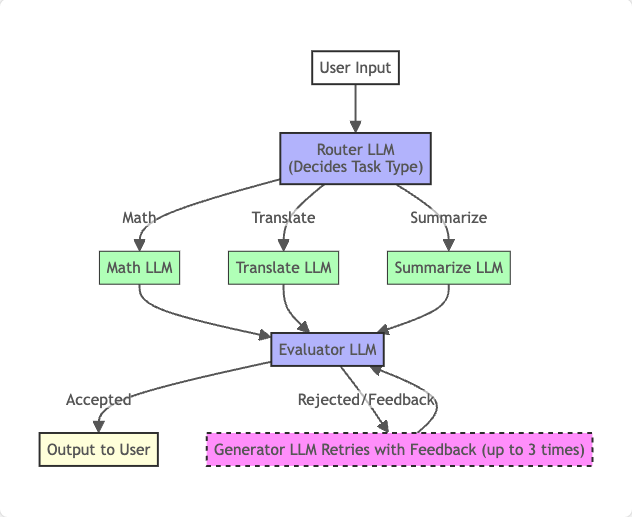 User Input
Router LLM
(Decides Task Type)
Math
Translate
Summarize
Math LLM
Translate LLM
Summarize LLM
Evaluator LLM
Accepted
Rejected/Feedback
Output to User
Generator LLM Retries with Feedback (up to 3 times)